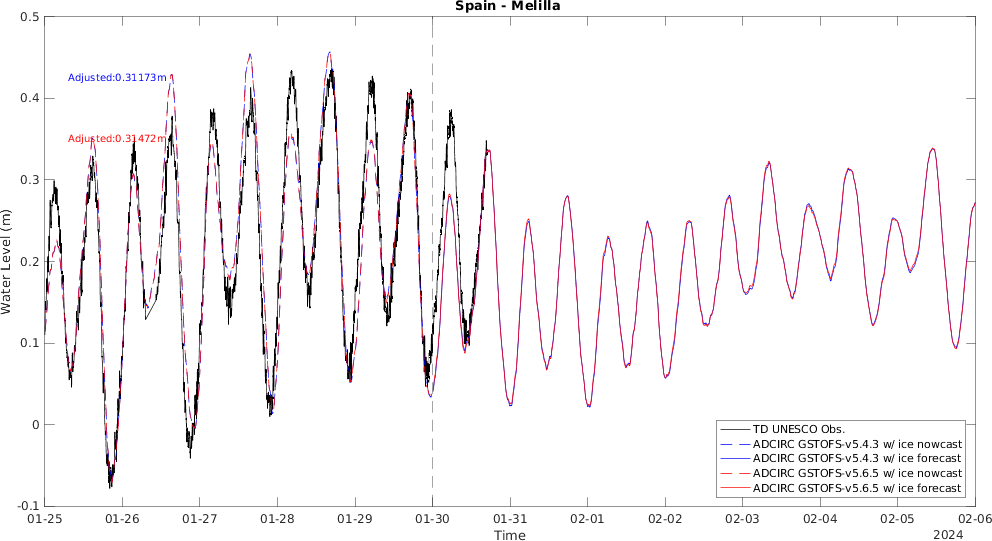 Spain - Melilla
0.5
0.4
0.3
0.2
0.1
0
-0.1
Water Level (m)
Adjusted:0.31173m
Adjusted:0.31472m
TD UNESCO Obs.
ADCIRC GSTOFS-v5.4.3 w/ ice nowcast
ADCIRC GSTOFS-v5.4.3 w/ ice forecast
ADCIRC GSTOFS-v5.6.5 w/ ice nowcast
ADCIRC GSTOFS-v5.6.5 w/ ice forecast
01-25 01-26 01-27 01-28 01-29 01-30 01-31 02-01 02-02 02-03 02-04 02-05 02-06
Time
2024